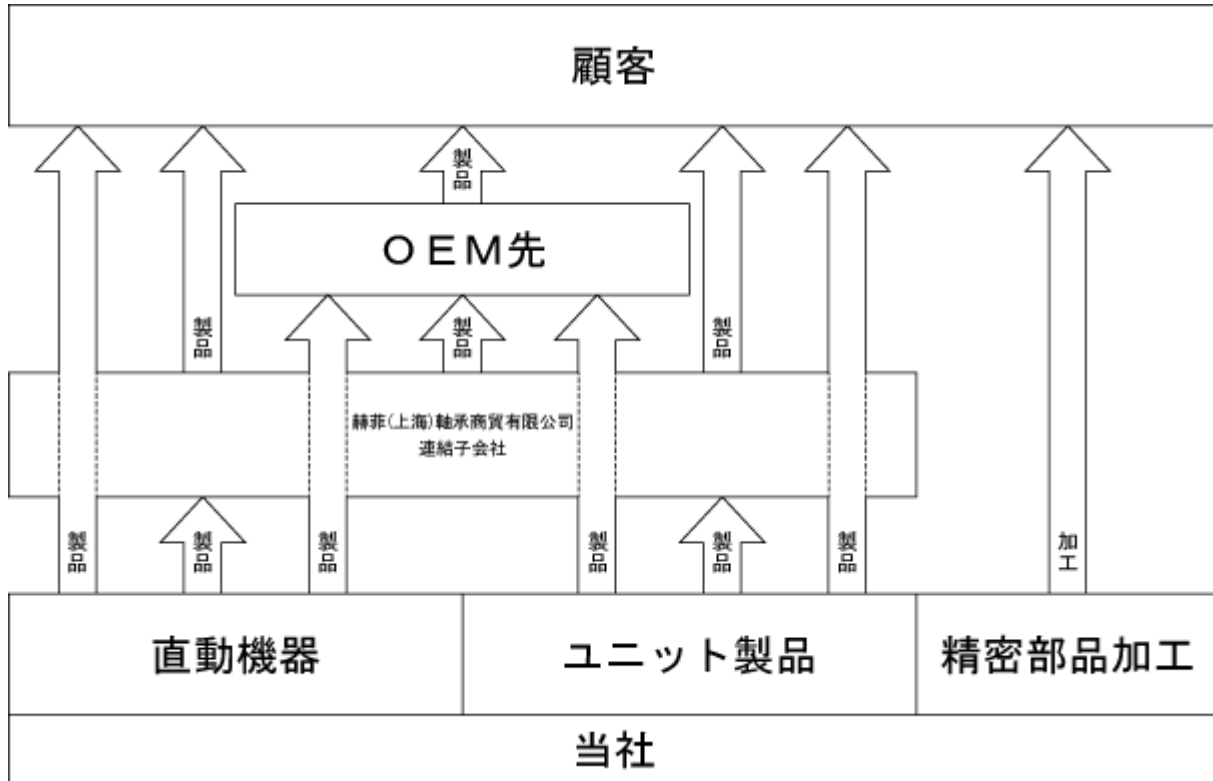 顧客
製品
ＯＥＭ先
製品
製品
製品
赫菲(上海)軸承商貿有限公司
連結子会社
製品
製品
製品
製品
製品
製品
加工
直動機器
ユニット製品
精密部品加工
当社